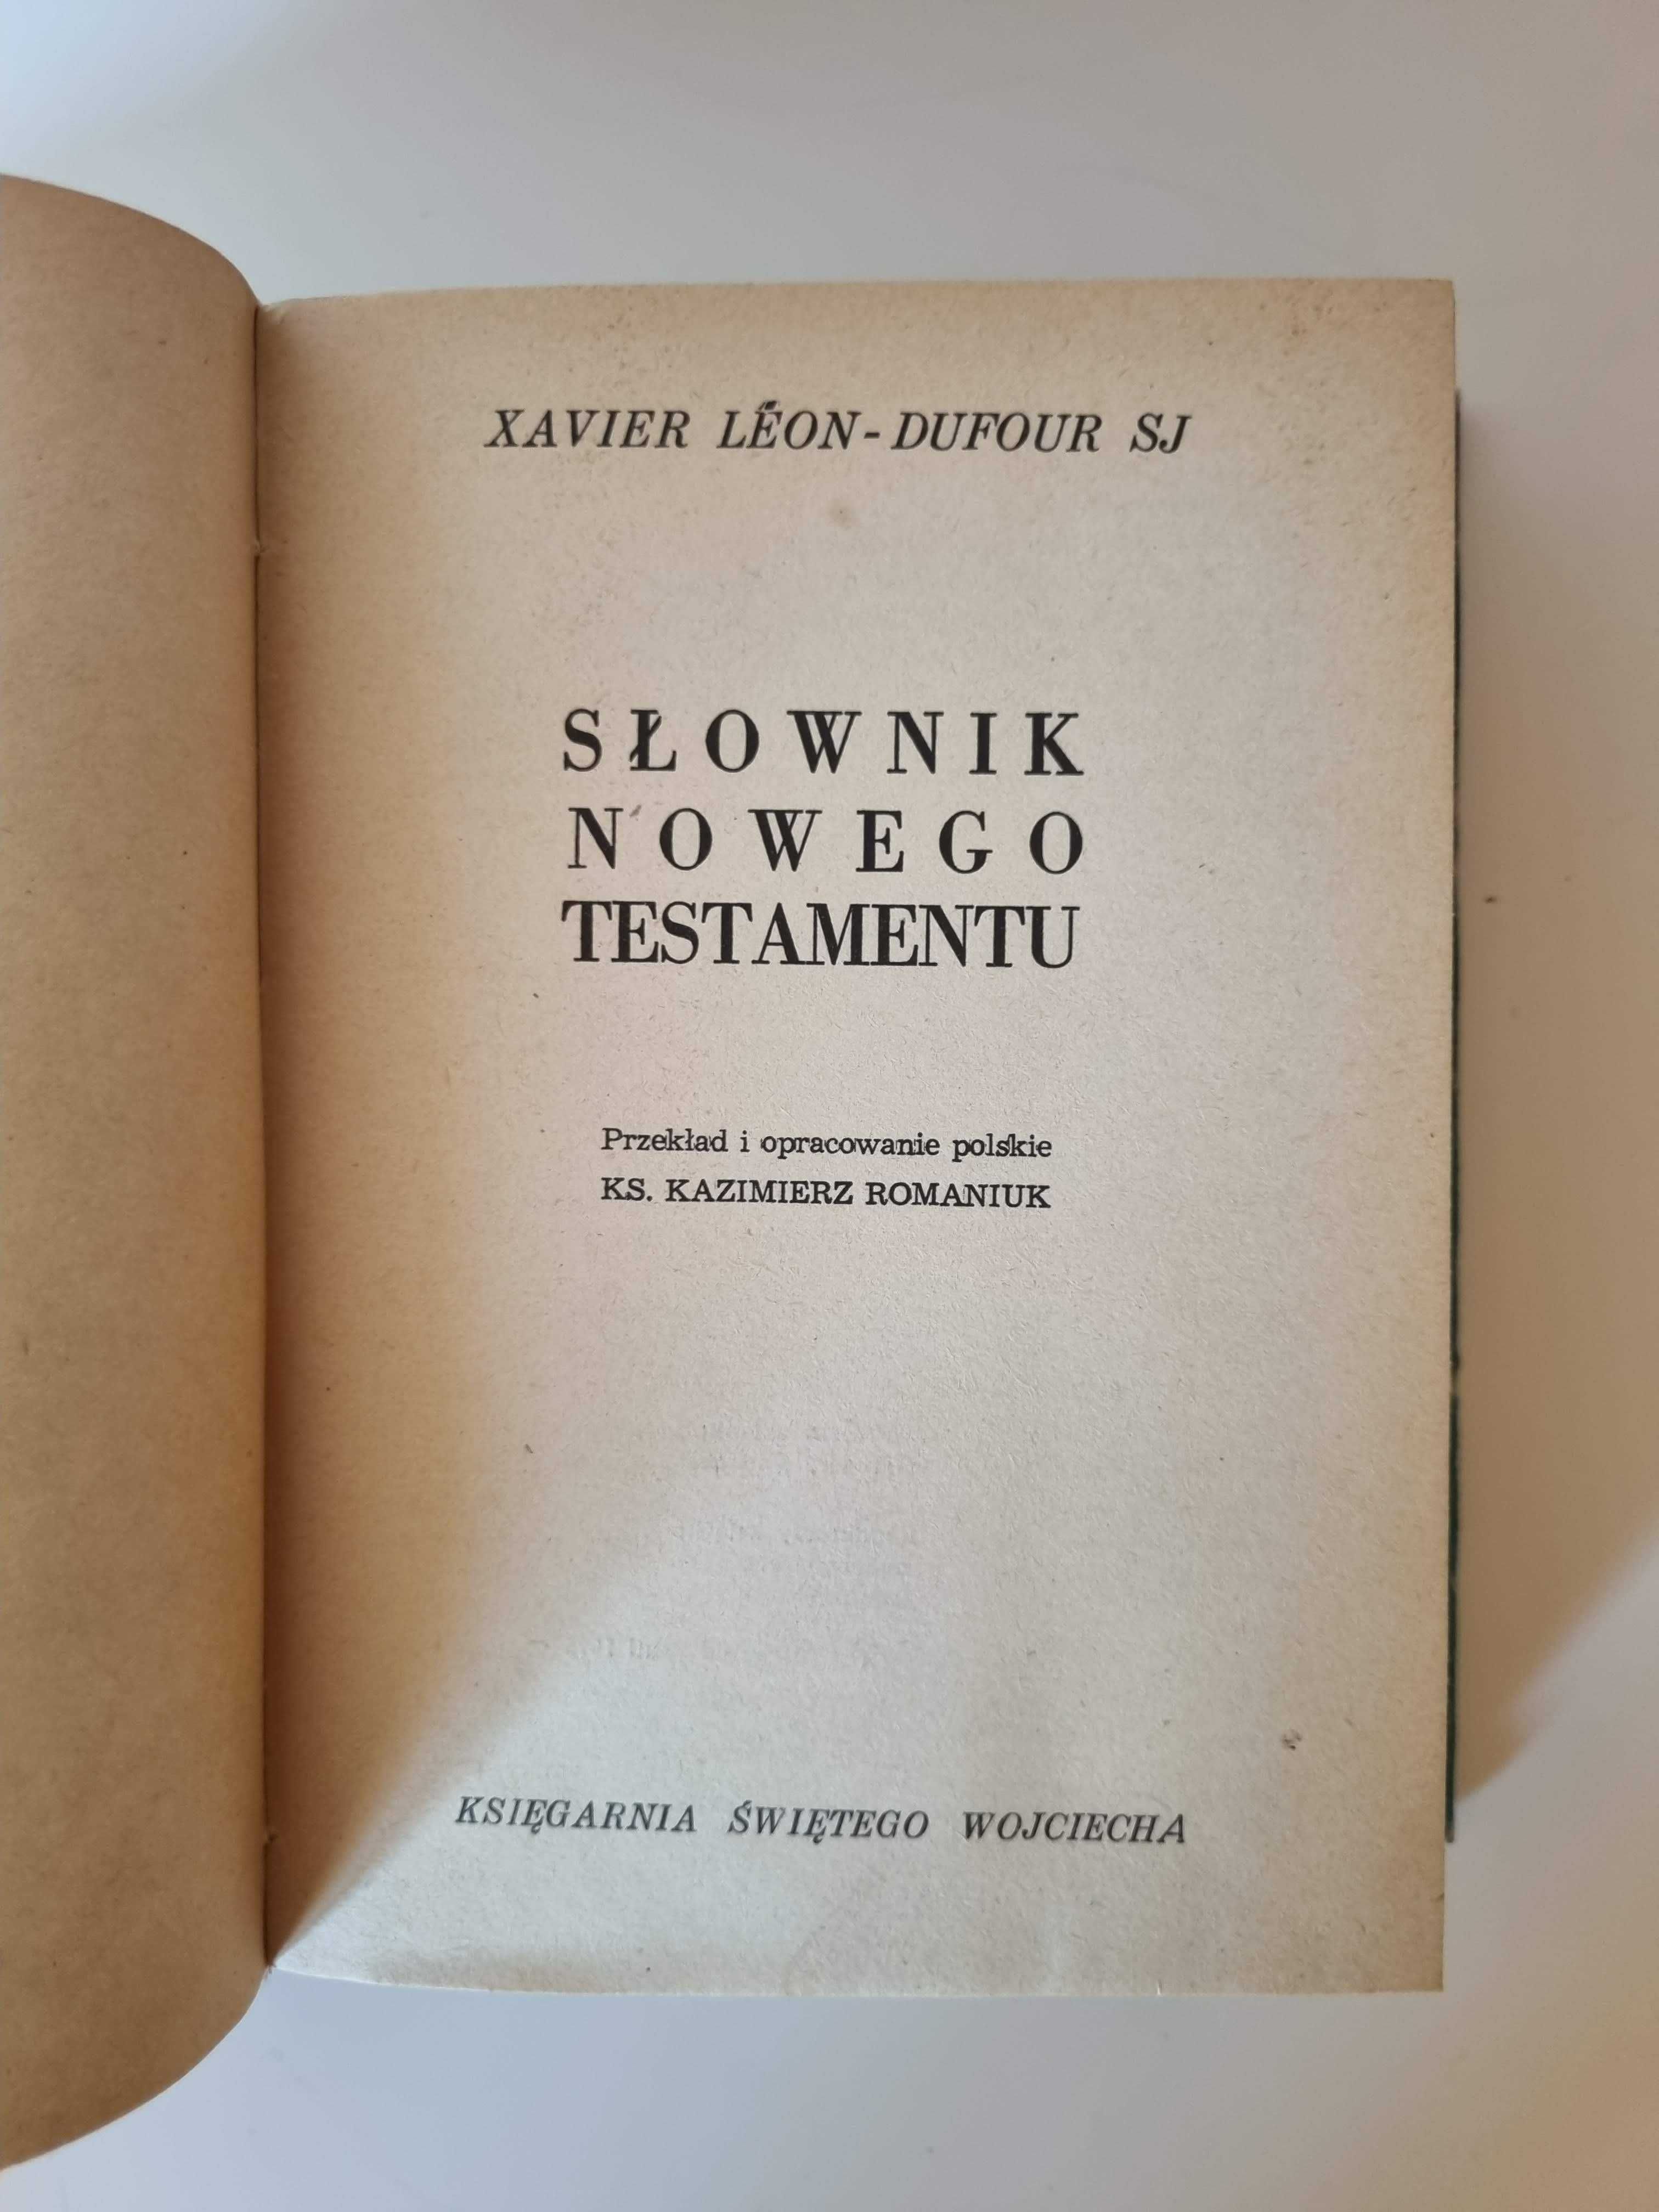 XAVIER LÉON-DUFOUR SJ
SŁOWNIK
NOWEGO
TESTAMENTU
Przekład i opracowanie polskie
KS. KAZIMIERZ ROMANIUK
KSIĘGARNIA ŚWIĘTEGO WOJCIECHA